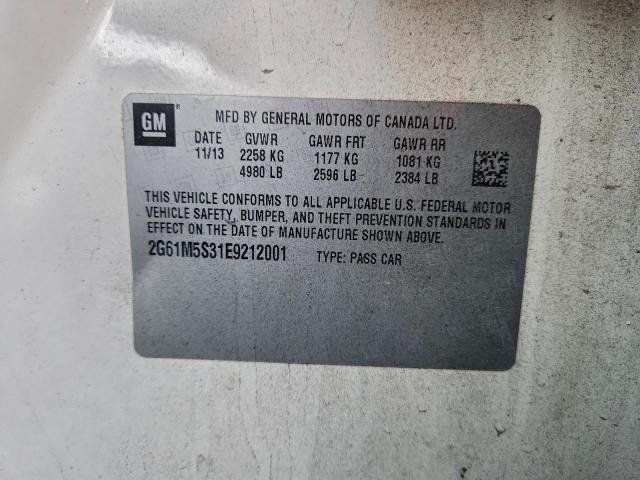 GM
MFD BY GENERAL MOTORS OF CANADA LTD.
DATE GVWR GAWR FRT GAWR RR
11/13 2258 KG 1177 KG 1081 KG
4980 LB 2596 LB 2384 LB
THIS VEHICLE CONFORMS TO ALL APPLICABLE U.S. FEDERAL MOTOR
VEHICLE SAFETY, BUMPER, AND THEFT PREVENTION STANDARDS IN
EFFECT ON THE DATE OF MANUFACTURE SHOWN ABOVE.
2G61M5S31E9212001 TYPE: PASS CAR